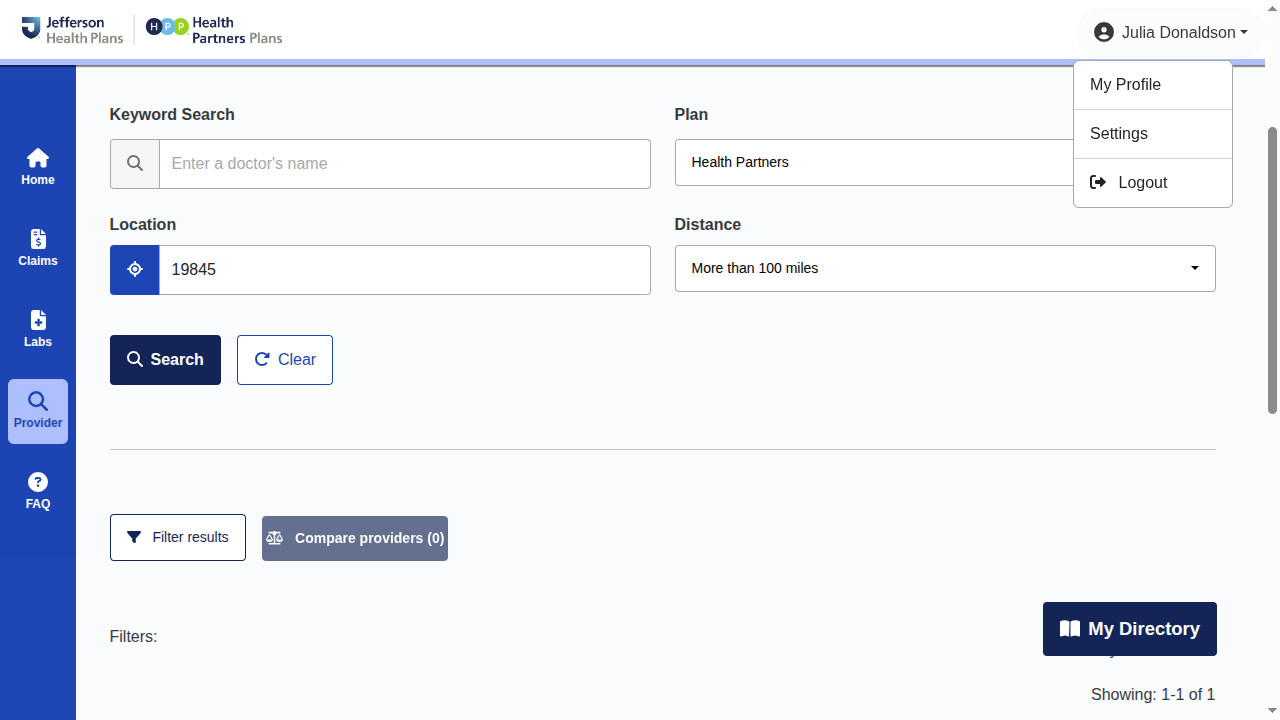 Jefferson
Health Plans
HPP
Health
Partners Plans
Julia Donaldson
My Profile
Settings
Logout
Home
Claims
Labs
Provider
FAQ
Keyword Search
Enter a doctor's name
Plan
Health Partners
Location
19845
Distance
More than 100 miles
Search
Clear
Filter results
Compare providers (0)
Filters:
My Directory
Showing: 1-1 of 1